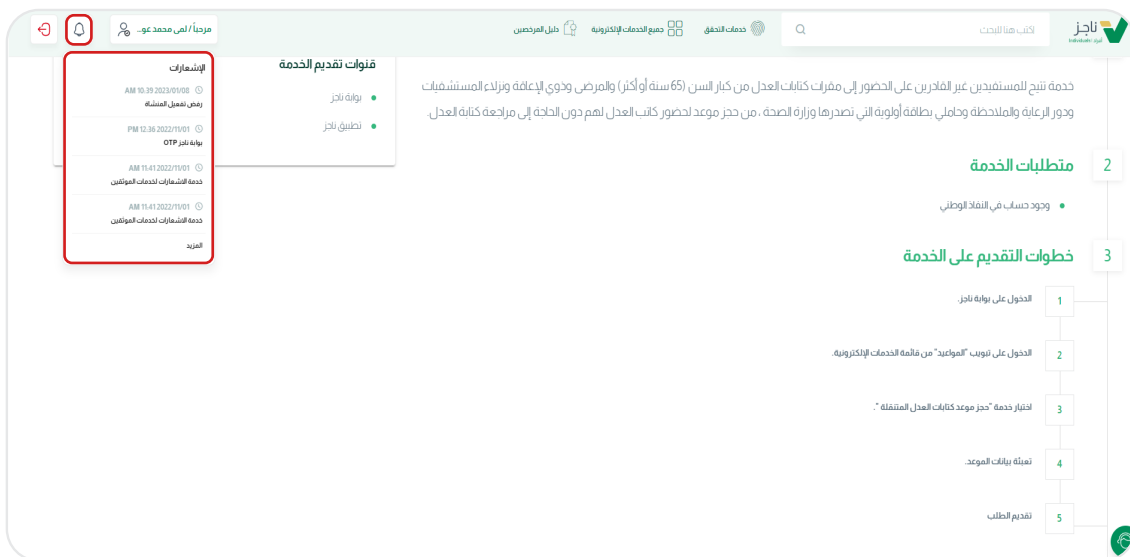 ناجز
أفراد | Individuals
اكتب هنا للبحث
خدمات التحقق
جميع الخدمات الإلكترونية
دليل المرخصين
مرحباً / لمى محمد عو...
الإشعارات
2023/01/08 10:39 AM
رفض تفعيل المنشاة
2022/11/01 12:36 PM
بوابة ناجز OTP
2022/11/01 11:41 AM
خدمة الاشعارات لخدمات الموثقين
2022/11/01 11:41 AM
خدمة الاشعارات لخدمات الموثقين
المزيد
قنوات تقديم الخدمة
بوابة ناجز
تطبيق ناجز
خدمة تتيح للمستفيدين غير القادرين على الحضور إلى مقرات كتابات العدل من كبار السن (65 سنة أو أكثر) والمرضى وذوي الإعاقة ونزلاء المستشفيات
ودور الرعاية والملاحظة وحاملي بطاقة أولوية التي تصدرها وزارة الصحة ، من حجز موعد لحضور كاتب العدل لهم دون الحاجة إلى مراجعة كتابة العدل.
2 متطلبات الخدمة
وجود حساب في النفاذ الوطني
3 خطوات التقديم على الخدمة
1 الدخول على بوابة ناجز.
2 الدخول على تبويب "المواعيد" من قائمة الخدمات الإلكترونية.
3 اختيار خدمة "حجز موعد كتابات العدل المتنقلة ".
4 تعبئة بيانات الموعد.
5 تقديم الطلب